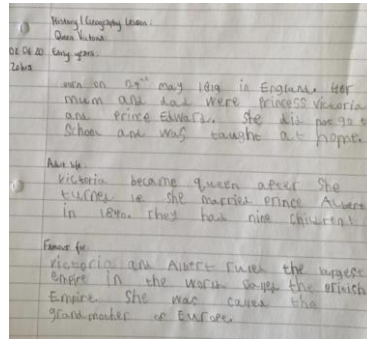 History / Geography Lesson:
Queen Victoria
02.06.20 Early years:
Zahra
born on 24th may 1819 in England. Her
mum and dad were princess Victoria
and prince Edward. She did not go t
School and was taught at home.
Adult life:
Victoria became queen after She
turned 18 She married prince Albert
in 1840. They had nine children!
Famous for:
Victoria and Albert ruled the largest
Empire in the world called the British
Empire. She was called the
grandmother of Europe.